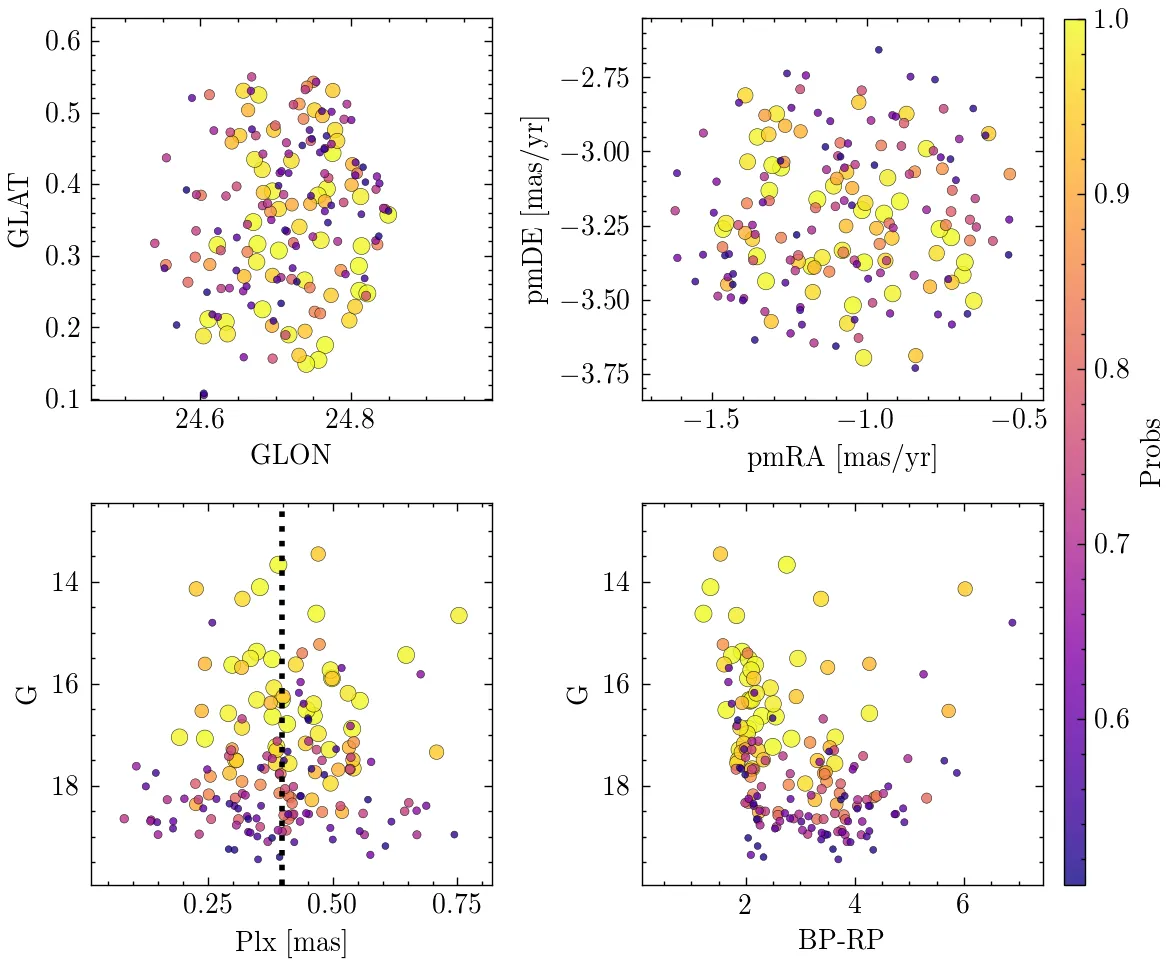 0.6
0.5
0.4
0.3
0.2
0.1
GLAT
24.6 24.8
GLON
−2.75
−3.00
−3.25
−3.50
−3.75
pmDE [mas/yr]
−1.5 −1.0 −0.5
pmRA [mas/yr]
14
16
18
G
0.25 0.50 0.75
Plx [mas]
14
16
18
G
2 4 6
BP-RP
1.0
0.9
0.8
0.7
0.6
Probs